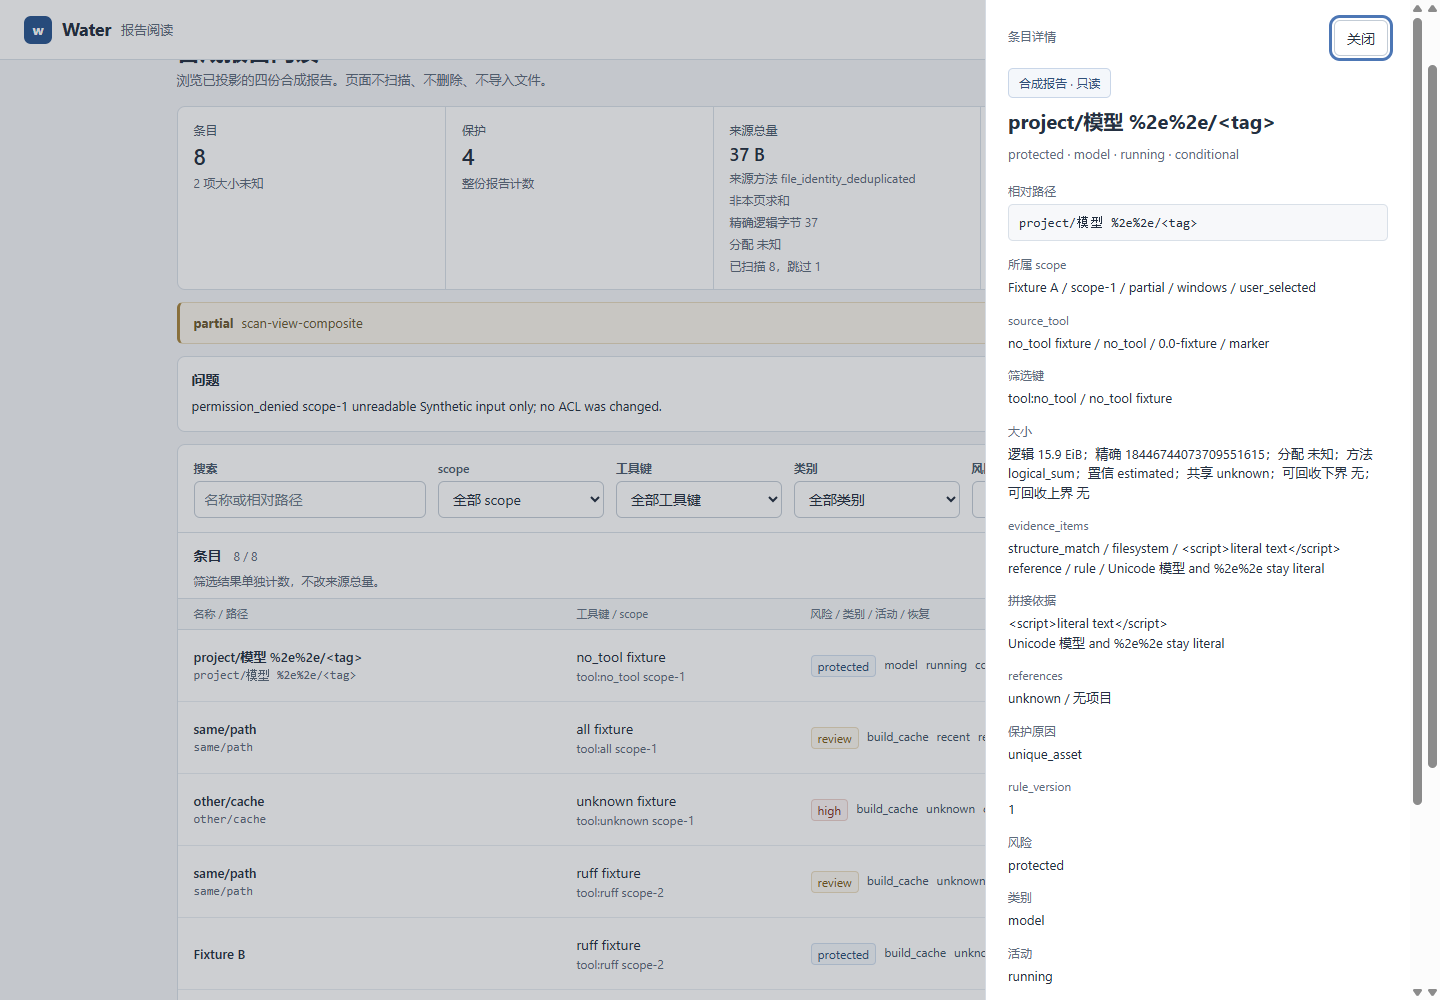 w Water 报告阅读
浏览已投影的四份合成报告。页面不扫描、不删除、不导入文件。
条目
8
2 项大小未知
保护
4
整份报告计数
来源总量
37 B
来源方法 file_identity_deduplicated
非本页求和
精确逻辑字节 37
分配 未知
已扫描 8，跳过 1
partial scan-view-composite
问题
permission_denied scope-1 unreadable Synthetic input only; no ACL was changed.
搜索
名称或相对路径
scope
全部 scope
工具键
全部工具键
类别
全部类别
条目 8 / 8
筛选结果单独计数，不改来源总量。
名称 / 路径 工具键 / scope 风险 / 类别 / 活动 / 恢复
project/模型 %2e%2e/<tag>
project/模型 %2e%2e/<tag>
no_tool fixture
tool:no_tool scope-1
protected model running
same/path
same/path
all fixture
tool:all scope-1
review build_cache recent
other/cache
other/cache
unknown fixture
tool:unknown scope-1
high build_cache unknown
same/path
same/path
ruff fixture
tool:ruff scope-2
review build_cache unknown
Fixture B
ruff fixture
tool:ruff scope-2
protected build_cache
条目详情
关闭
合成报告 · 只读
project/模型 %2e%2e/<tag>
protected · model · running · conditional
相对路径
project/模型 %2e%2e/<tag>
所属 scope
Fixture A / scope-1 / partial / windows / user_selected
source_tool
no_tool fixture / no_tool / 0.0-fixture / marker
筛选键
tool:no_tool / no_tool fixture
大小
逻辑 15.9 EiB；精确 18446744073709551615；分配 未知；方法
logical_sum；置信 estimated；共享 unknown；可回收下界 无；
可回收上界 无
evidence_items
structure_match / filesystem / <script>literal text</script>
reference / rule / Unicode 模型 and %2e%2e stay literal
拼接依据
<script>literal text</script>
Unicode 模型 and %2e%2e stay literal
references
unknown / 无项目
保护原因
unique_asset
rule_version
1
风险
protected
类别
model
活动
running